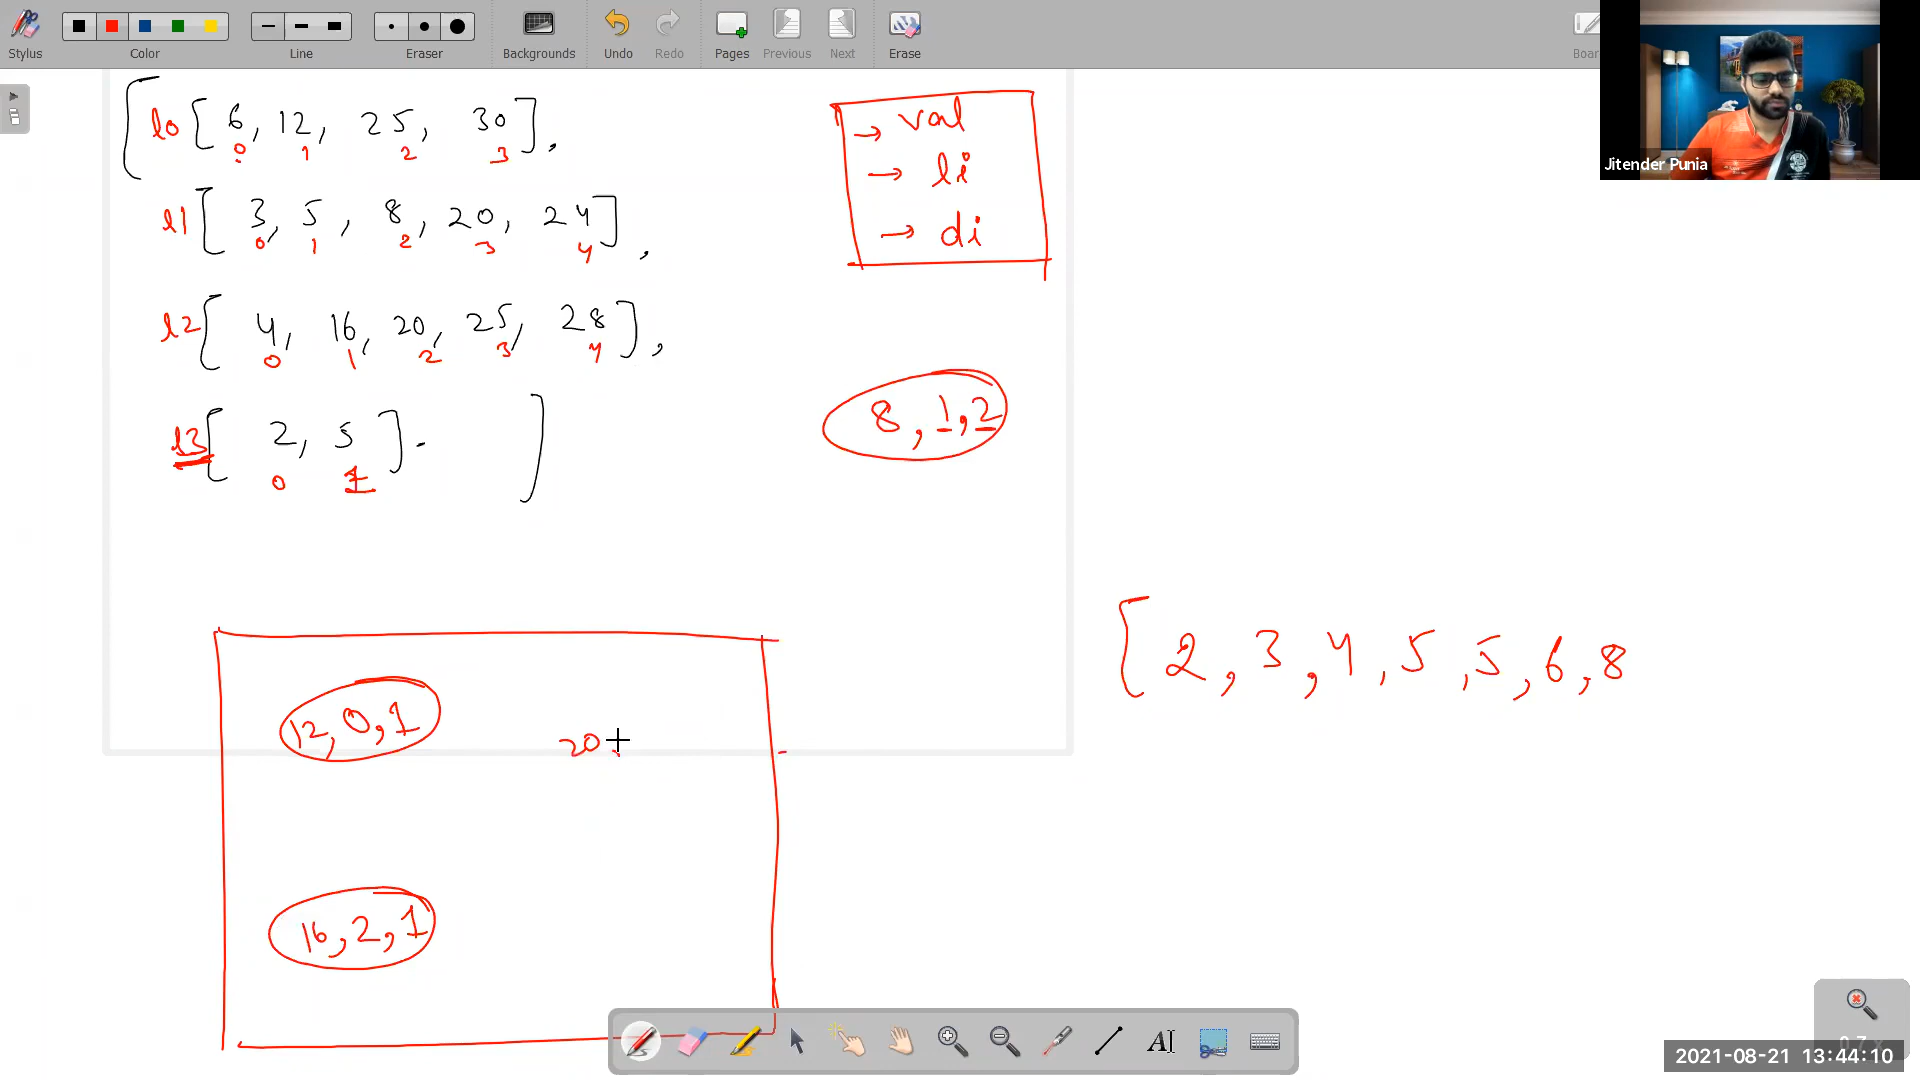 Stylus Color Line Eraser Backgrounds Undo Redo Pages Previous Next Erase
Jitender Punia
l0 [ 6, 12, 25, 30 ],
0 1 2 3
l1 [ 3, 5, 8, 20, 24 ],
0 1 2 3 4
l2 [ 4, 16, 20, 25, 28 ],
0 1 2 3 4
l3 [ 2, 5 ]. ]
0 1
→ val
→ li
→ di
8, 1, 2
[ 2, 3, 4, 5, 5, 6, 8
12, 0, 1
20
16, 2, 1
2021-08-21 13:44:10